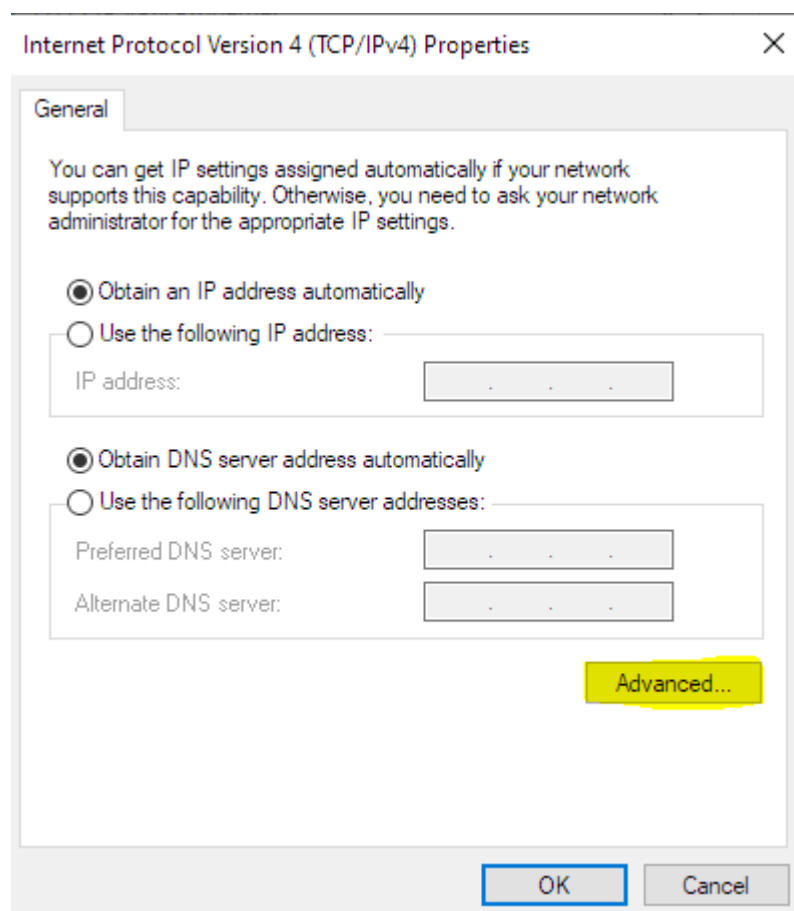 Internet Protocol Version 4 (TCP/IPv4) Properties
General
You can get IP settings assigned automatically if your network
supports this capability. Otherwise, you need to ask your network
administrator for the appropriate IP settings.
Obtain an IP address automatically
Use the following IP address:
IP address:
Obtain DNS server address automatically
Use the following DNS server addresses:
Preferred DNS server:
Alternate DNS server:
Advanced...
OK Cancel